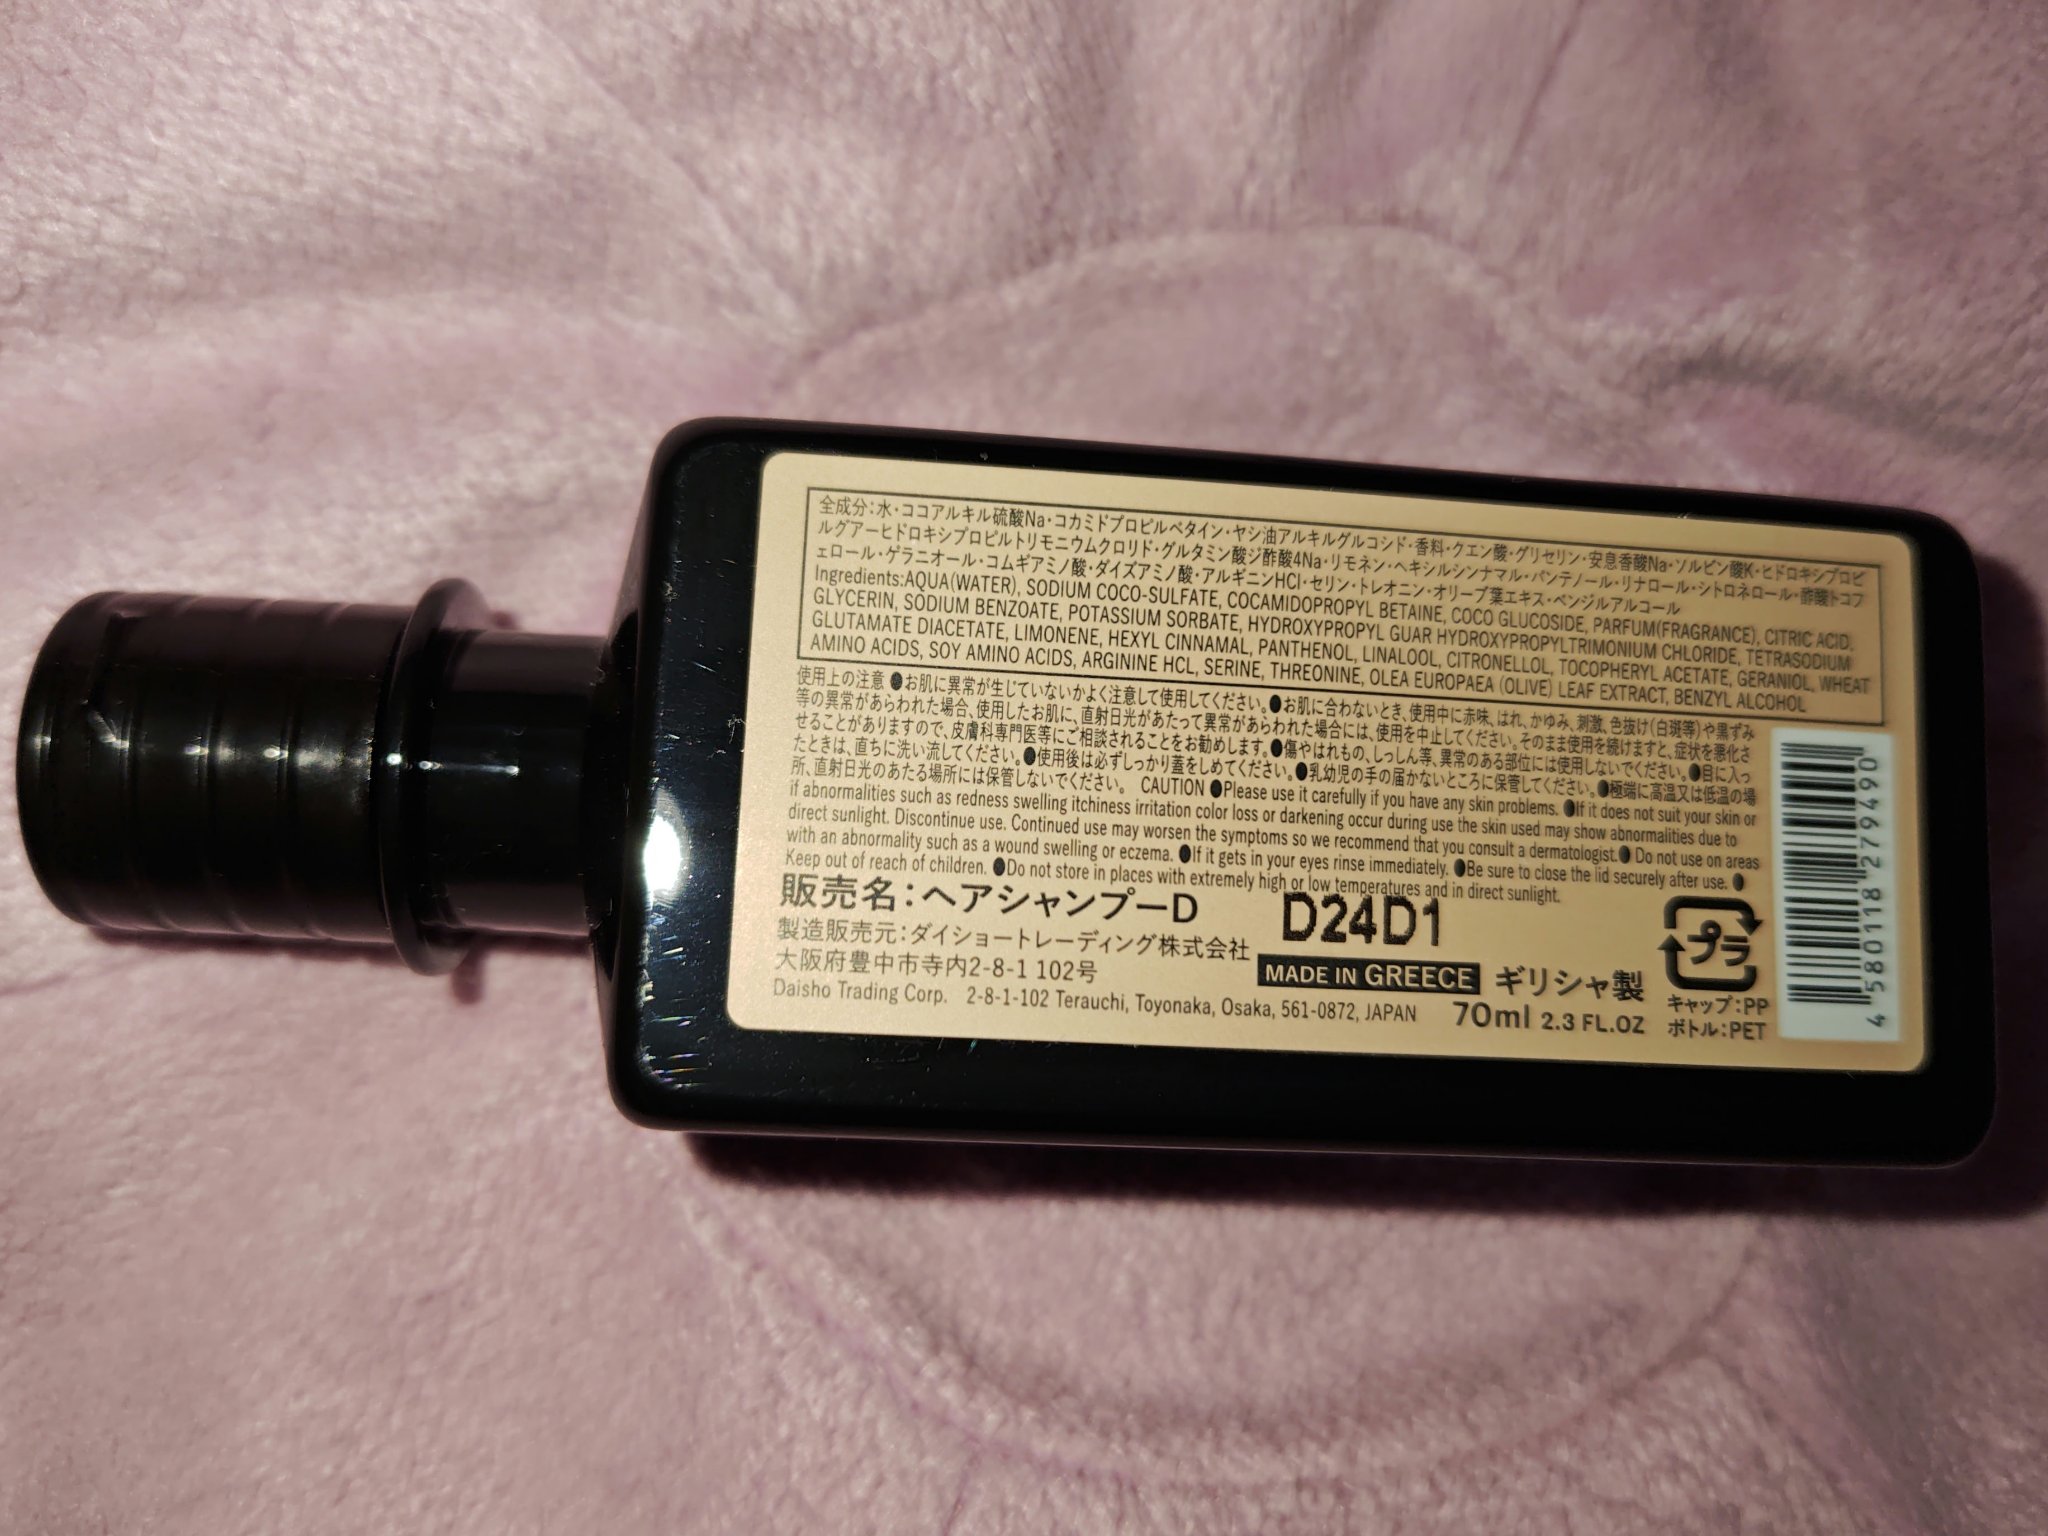 全成分：水・ココアルキル硫酸Na・コカミドプロピルベタイン・ヤシ油アルキルグルコシド・香料・クエン酸・グリセリン・安息香酸Na・ソルビン酸K・ヒドロキシプロピ
ルグアーヒドロキシプロピルトリモニウムクロリド・グルタミン酸ジ酢酸4Na・リモネン・ヘキシルシンナマル・パンテノール・リナロール・シトロネロール・酢酸トコフ
ェロール・ゲラニオール・コムギアミノ酸・ダイズアミノ酸・アルギニンHCl・セリン・トレオニン・オリーブ葉エキス・ベンジルアルコール
Ingredients:AQUA(WATER), SODIUM COCO-SULFATE, COCAMIDOPROPYL BETAINE, COCO GLUCOSIDE, PARFUM(FRAGRANCE), CITRIC ACID,
GLYCERIN, SODIUM BENZOATE, POTASSIUM SORBATE, HYDROXYPROPYL GUAR HYDROXYPROPYLTRIMONIUM CHLORIDE, TETRASODIUM
GLUTAMATE DIACETATE, LIMONENE, HEXYL CINNAMAL, PANTHENOL, LINALOOL, CITRONELLOL, TOCOPHERYL ACETATE, GERANIOL, WHEAT
AMINO ACIDS, SOY AMINO ACIDS, ARGININE HCL, SERINE, THREONINE, OLEA EUROPAEA (OLIVE) LEAF EXTRACT, BENZYL ALCOHOL
使用上の注意 ●お肌に異常が生じていないかよく注意して使用してください。●お肌に合わないとき、使用中に赤味、はれ、かゆみ、刺激、色抜け(白斑等)や黒ずみ
等の異常があらわれた場合、使用したお肌に、直射日光があたって異常があらわれた場合には、使用を中止してください。そのまま使用を続けますと、症状を悪化さ
せることがありますので、皮膚科専門医等にご相談されることをお勧めします。●傷やはれもの、しっしん等、異常のある部位には使用しないでください。●目に入っ
たときは、直ちに洗い流してください。●使用後は必ずしっかり蓋をしめてください。●乳幼児の手の届かないところに保管してください。●極端に高温又は低温の場
所、直射日光のあたる場所には保管しないでください。 CAUTION ●Please use it carefully if you have any skin problems. ●If it does not suit your skin or
if abnormalities such as redness swelling itchiness irritation color loss or darkening occur during use the skin used may show abnormalities due to
direct sunlight. Discontinue use. Continued use may worsen the symptoms so we recommend that you consult a dermatologist.● Do not use on areas
with an abnormality such as a wound swelling or eczema. ●If it gets in your eyes rinse immediately. ●Be sure to close the lid securely after use. ●
Keep out of reach of children. ●Do not store in places with extremely high or low temperatures and in direct sunlight.
販売名：ヘアシャンプーD
D24D1
製造販売元：ダイショートレーディング株式会社
大阪府豊中市寺内2-8-1 102号
MADE IN GREECE ギリシャ製
Daisho Trading Corp. 2-8-1-102 Terauchi, Toyonaka, Osaka, 561-0872, JAPAN
70ml 2.3 FL.OZ
プラ
キャップ：PP
ボトル：PET
4 580118 279490